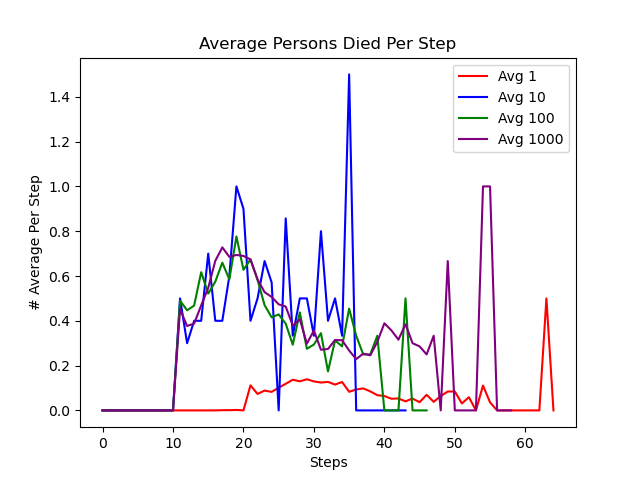 Average Persons Died Per Step
Avg 1
Avg 10
Avg 100
Avg 1000
# Average Per Step
1.4
1.2
1.0
0.8
0.6
0.4
0.2
0.0
0 10 20 30 40 50 60
Steps